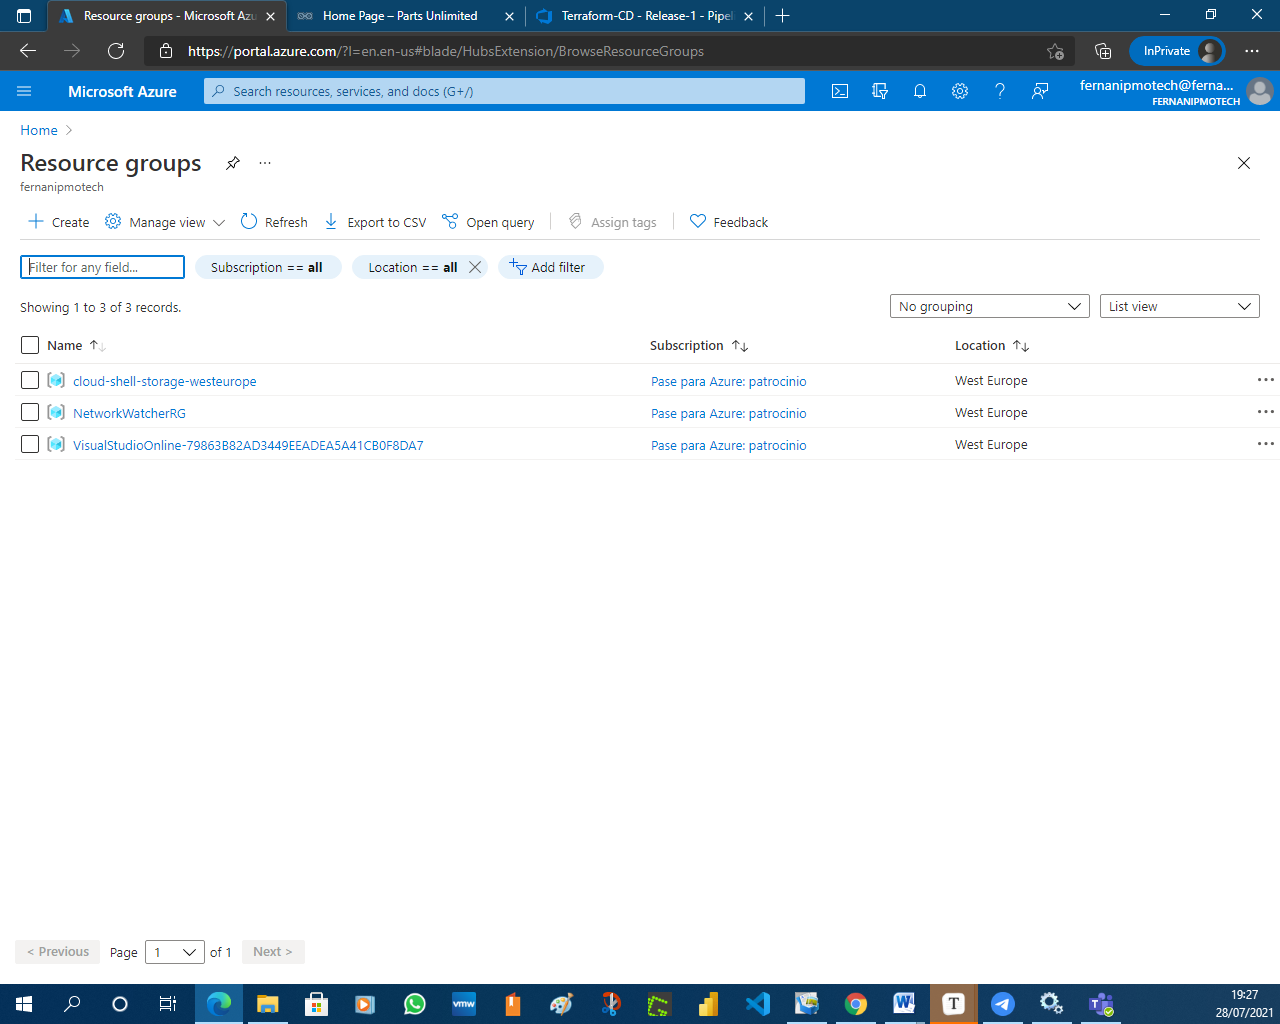 Resource groups - Microsoft Azu
Home Page – Parts Unlimited
Terraform-CD - Release-1 - Pipel
https://portal.azure.com/?l=en.en-us#blade/HubsExtension/BrowseResourceGroups
InPrivate
Microsoft Azure
Search resources, services, and docs (G+/)
fernanipmotech@ferna...
FERNANIPMOTECH
Home
Resource groups
fernanipmotech
Create
Manage view
Refresh
Export to CSV
Open query
Assign tags
Feedback
Filter for any field...
Subscription == all
Location == all
Add filter
Showing 1 to 3 of 3 records.
No grouping
List view
Name
Subscription
Location
cloud-shell-storage-westeurope
Pase para Azure: patrocinio
West Europe
NetworkWatcherRG
Pase para Azure: patrocinio
West Europe
VisualStudioOnline-79863B82AD3449EEADEA5A41CB0F8DA7
Pase para Azure: patrocinio
West Europe
< Previous
Page
1
of 1
Next >
vmw
W
T
T
19:27
28/07/2021